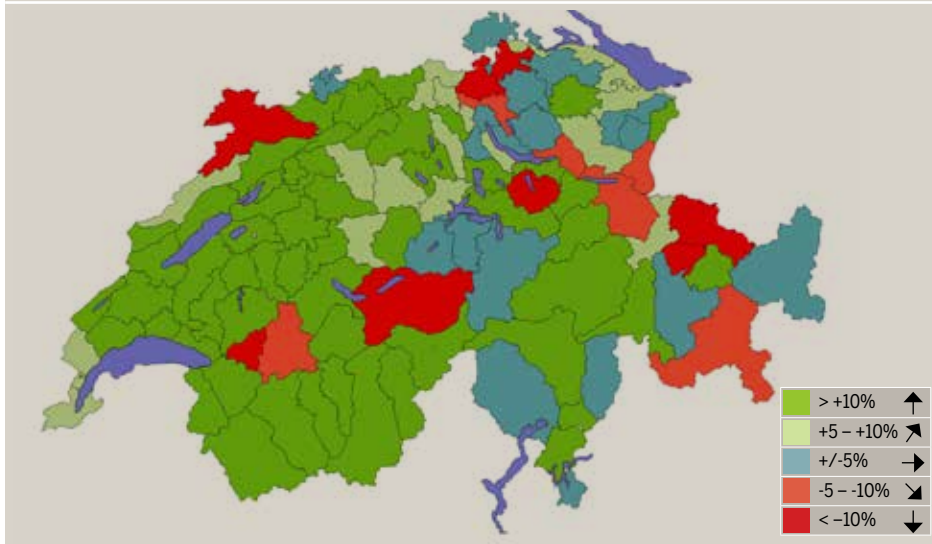 > +10%
+5 – +10%
+/-5%
-5 – -10%
< –10%